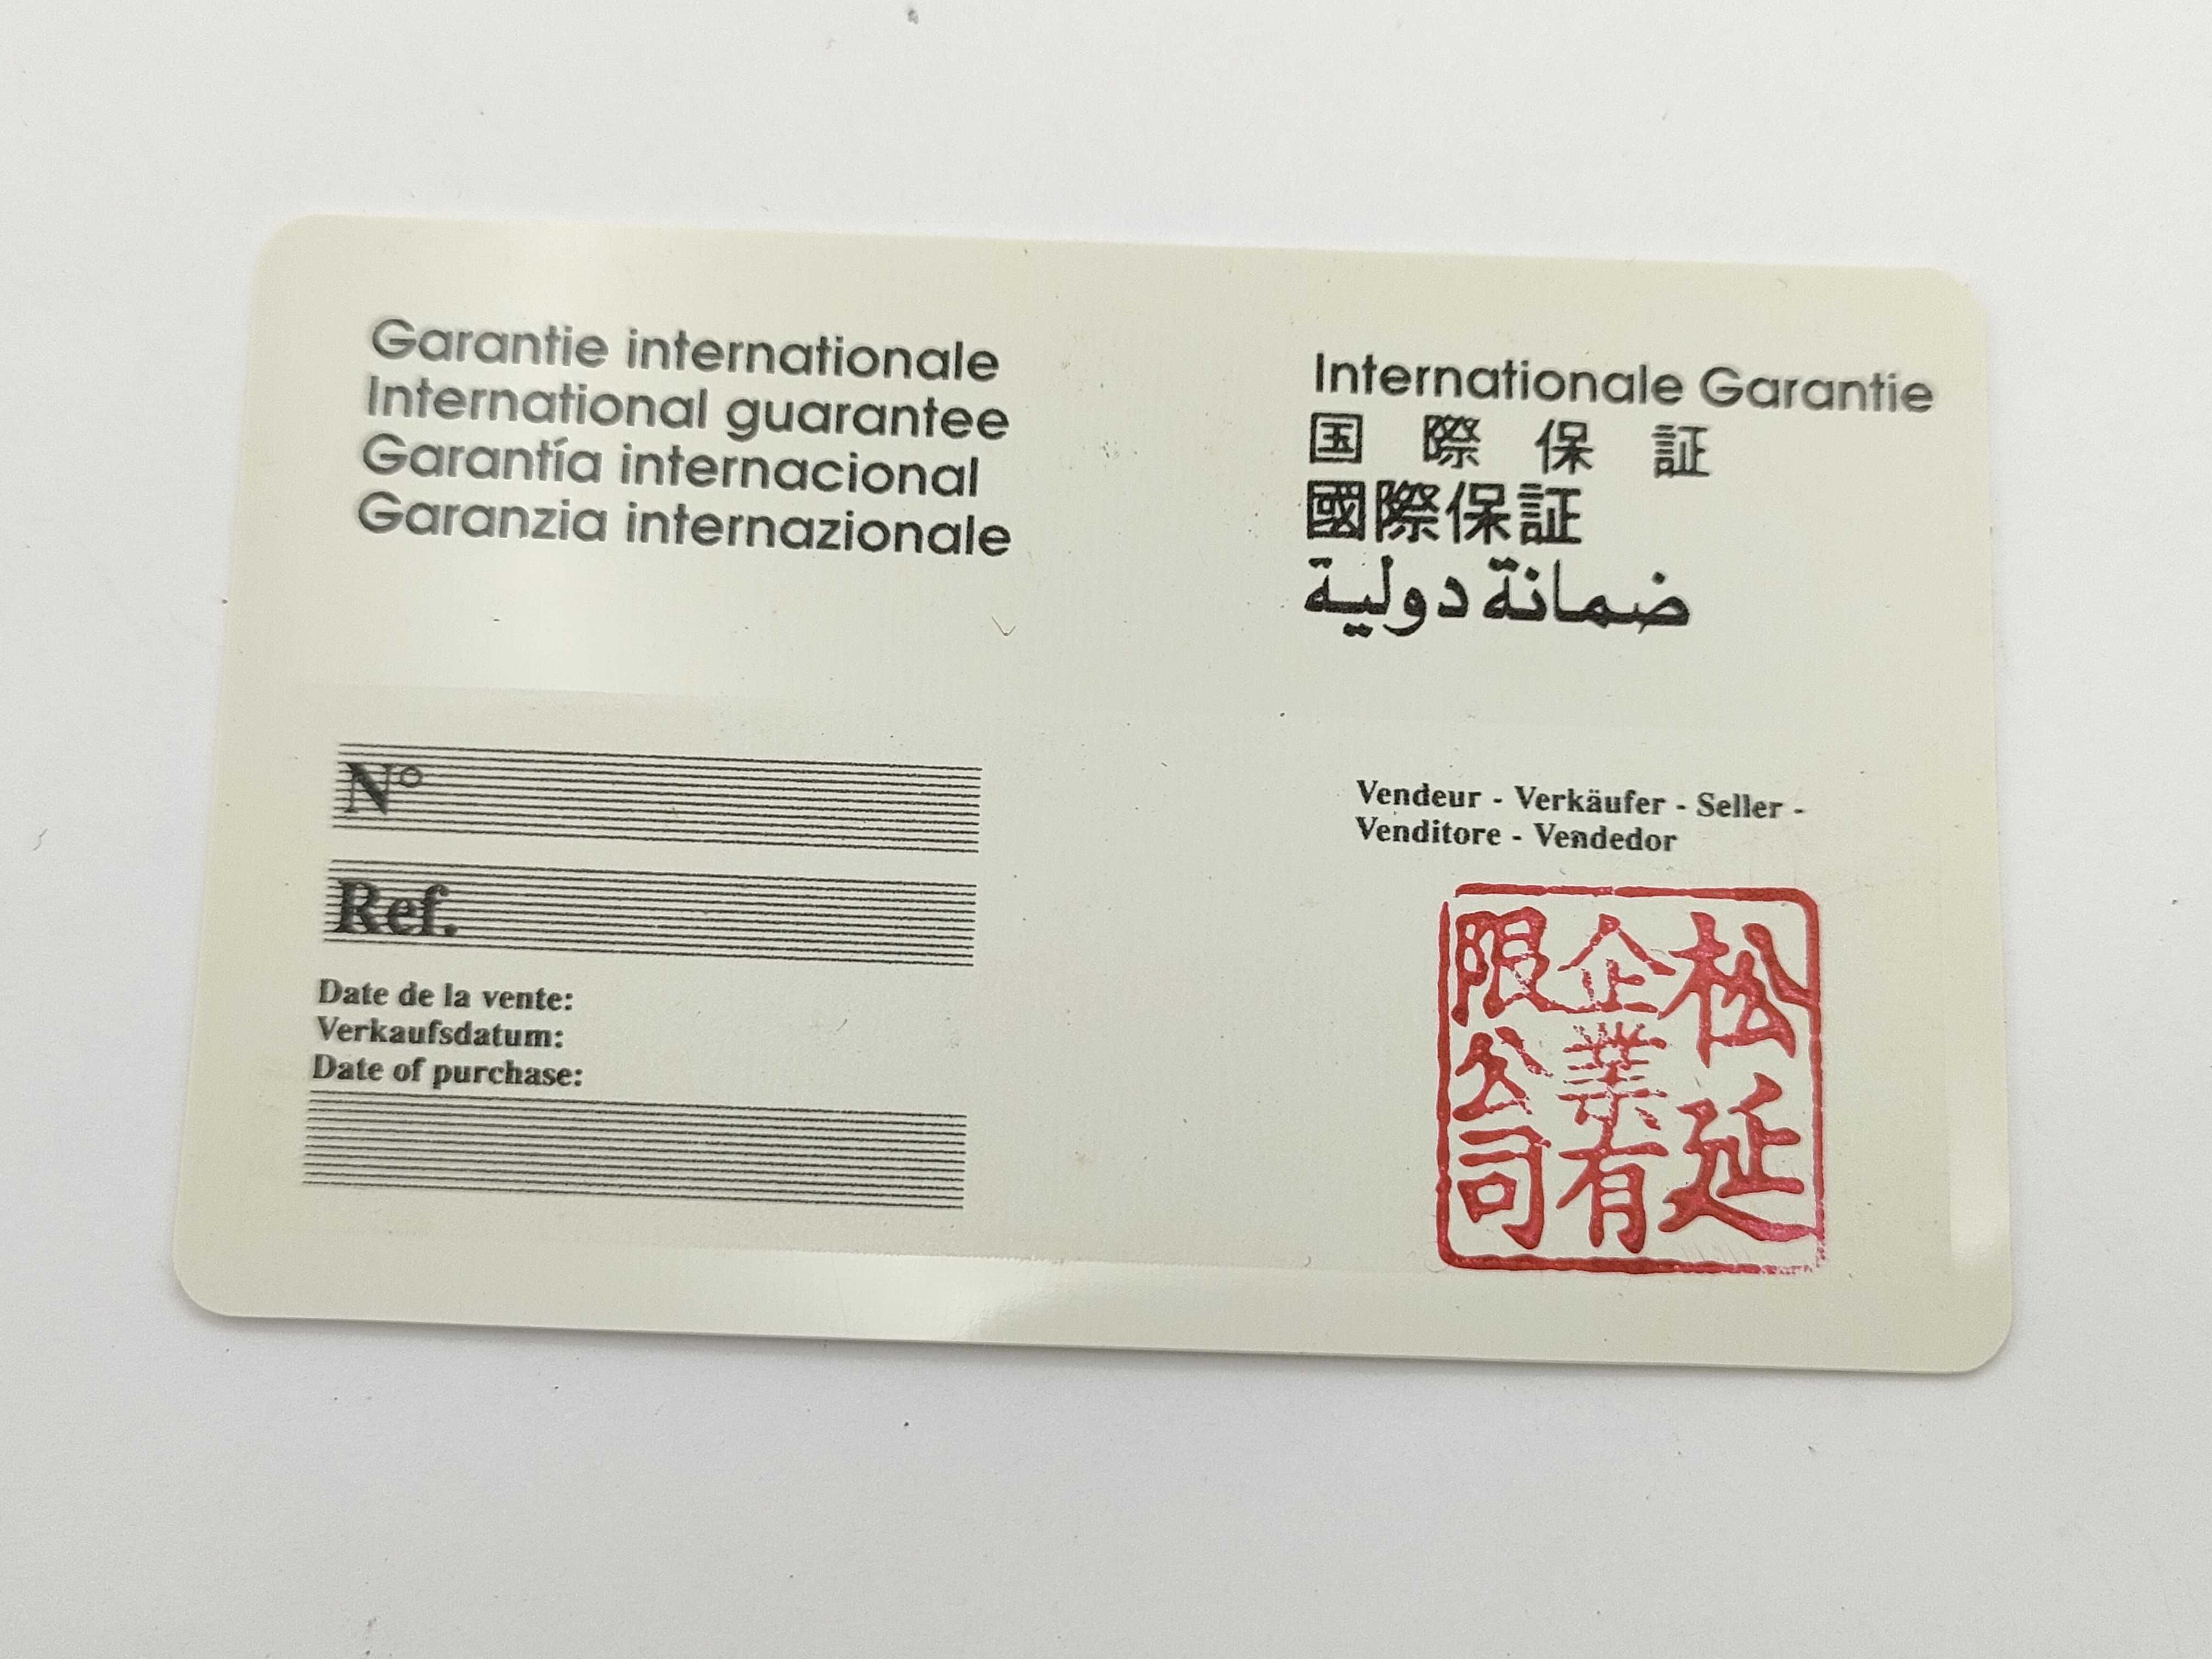 Garantie internationale
International guarantee
Garantía internacional
Garanzia internazionale
Internationale Garantie
国際保証
國際保証
ضمانة دولية
N°
Ref.
Date de la vente:
Verkaufsdatum:
Date of purchase:
Vendeur - Verkäufer - Seller -
Venditore - Vendedor
松延
企業有
限公司